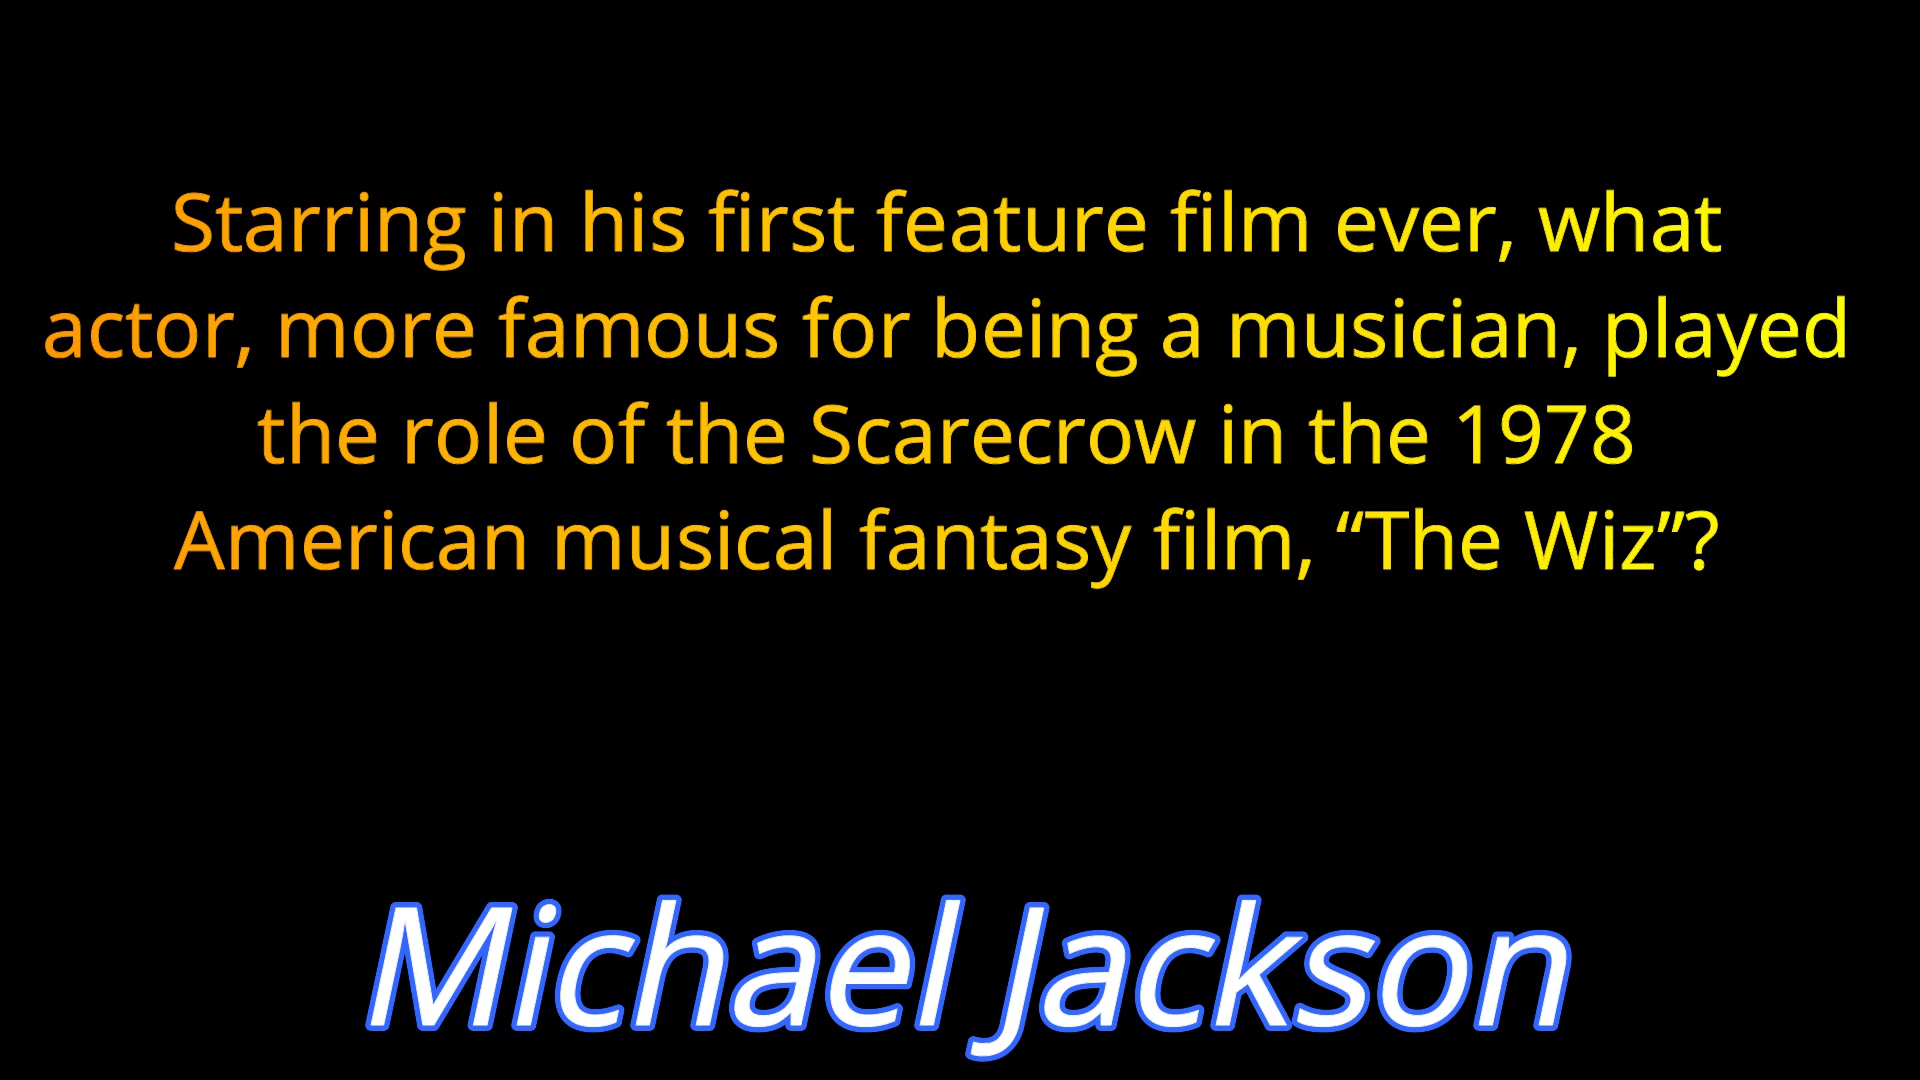 Starring in his first feature film ever, what
actor, more famous for being a musician, played
the role of the Scarecrow in the 1978
American musical fantasy film, “The Wiz”?
Michael Jackson